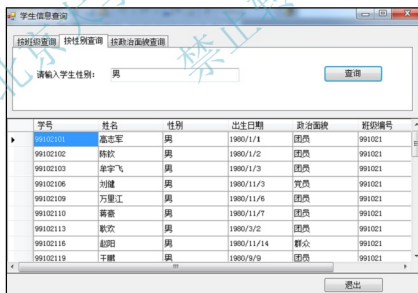 学生信息查询
按班级查询 按性别查询 按政治面貌查询
请输入学生性别： 男 查询
学号 姓名 性别 出生日期 政治面貌 班级编号
99102101 高志军 男 1980/1/1 团员 991021
99102102 陈钦 男 1980/1/2 团员 991021
99102103 牟宇飞 男 1980/1/3 团员 991021
99102106 刘健 男 1980/11/3 党员 991021
99102109 万里江 男 1980/11/6 团员 991021
99102110 蒋豪 男 1980/11/7 团员 991021
99102113 耿欢 男 1980/3/2 团员 991021
99102116 赵阳 男 1980/11/14 群众 991021
99102119 王鹏 男 1980/9/9 团员 991021
退出